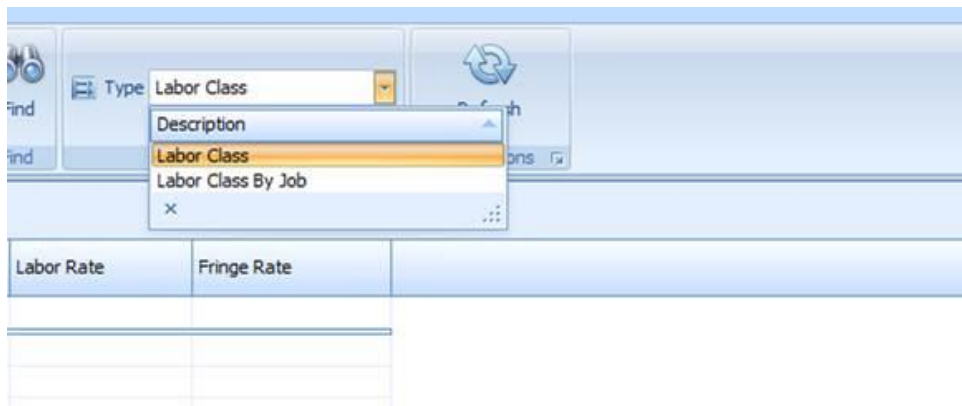 Find
Type Labor Class
Description
Labor Class
Labor Class By Job
Find
Labor Rate Fringe Rate